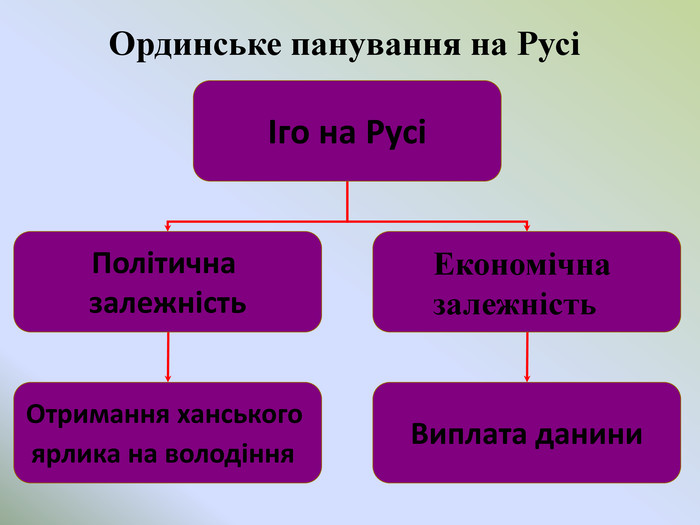 Ординське панування на Русі
Іго на Русі
Політична
залежність
Економічна
залежність
Отримання ханського
ярлика на володіння
Виплата данини